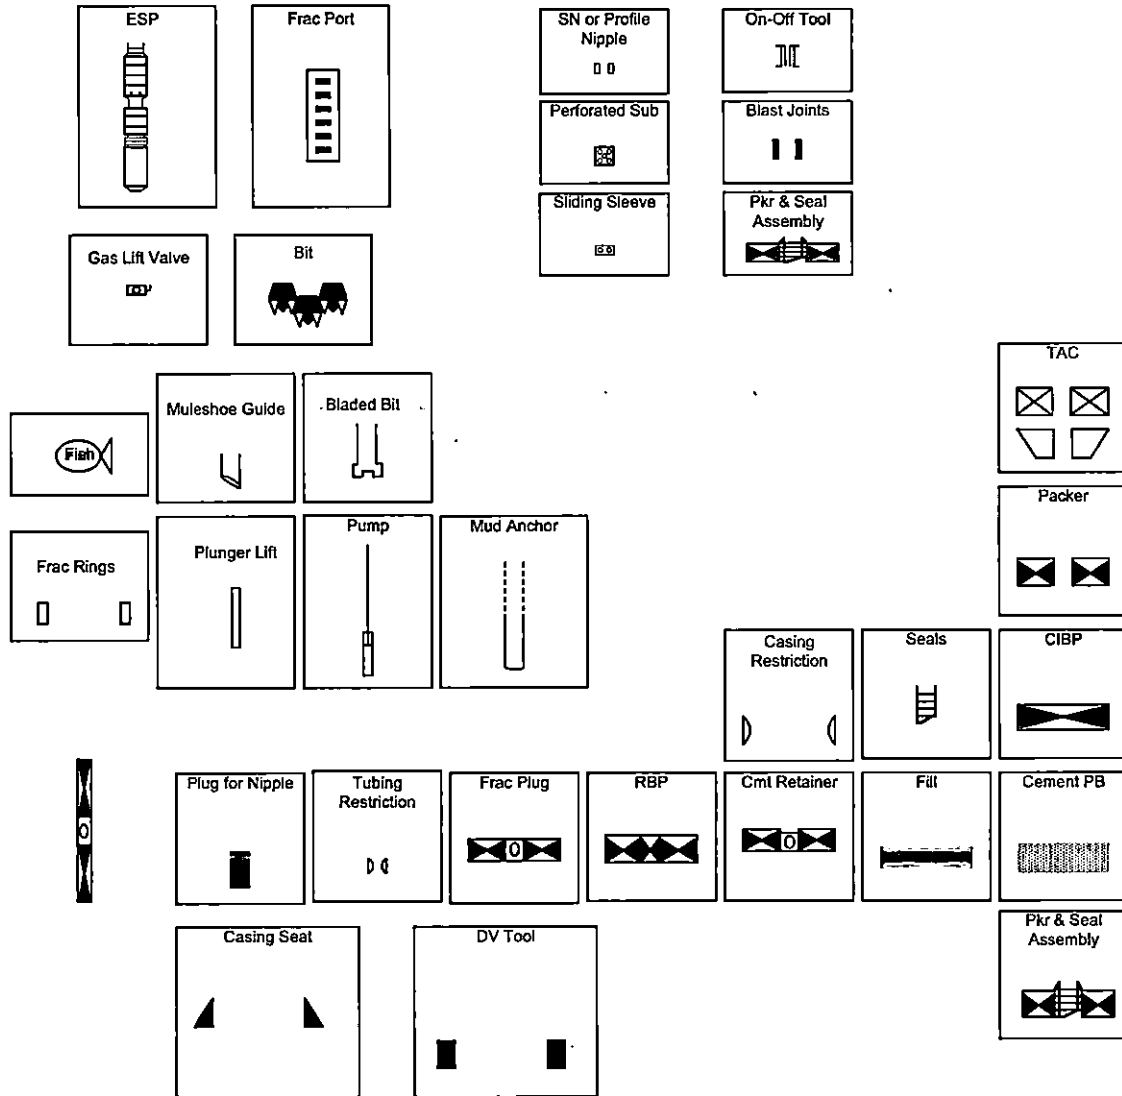 ESP
Frac Port
SN or Profile
Nipple
On-Off Tool
Perforated Sub
Blast Joints
Sliding Sleeve
Pkr & Seal
Assembly
Gas Lift Valve
Bit
TAC
Fish
Muleshoe Guide
Bladed Bit
Packer
Frac Rings
Plunger Lift
Pump
Mud Anchor
Casing
Restriction
Seals
CIBP
Plug for Nipple
Tubing
Restriction
Frac Plug
RBP
Cmt Retainer
Fill
Cement PB
Casing Seat
DV Tool
Pkr & Seal
Assembly